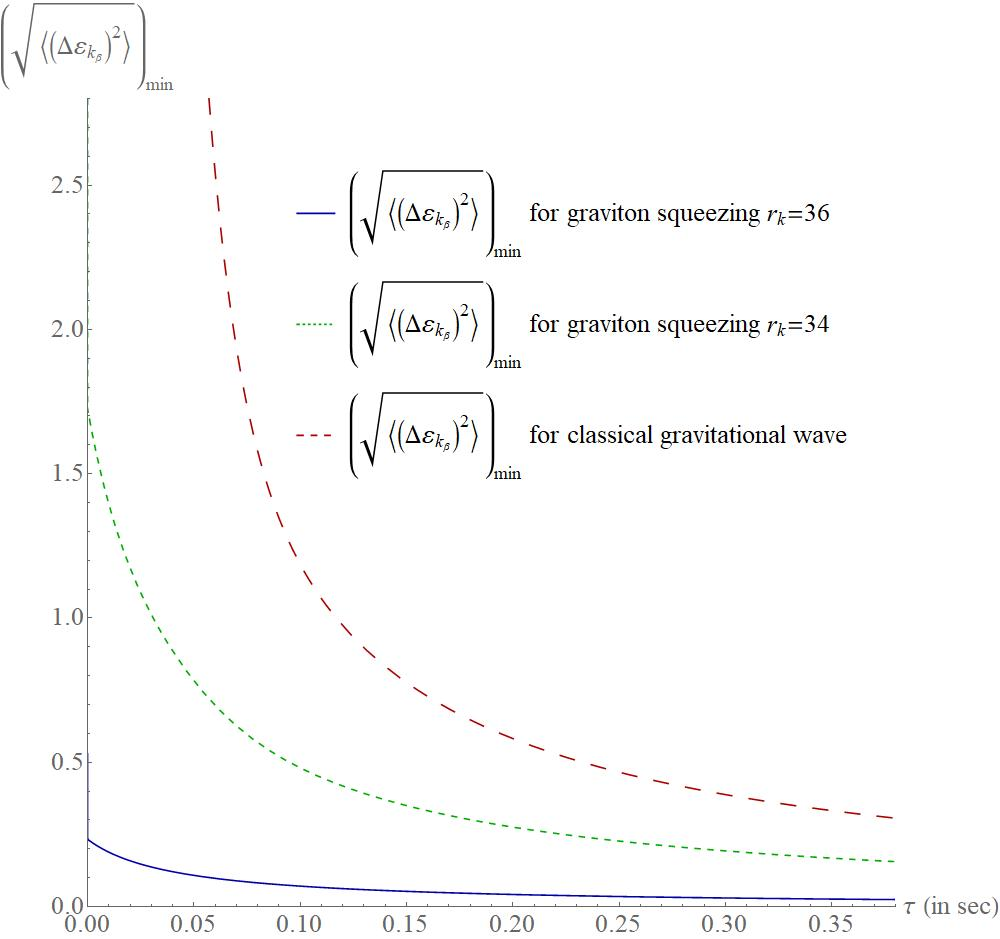 (√⟨(Δε_{k_β})²⟩)_min
2.5
2.0
1.5
1.0
0.5
0.0
(√⟨(Δε_{k_β})²⟩)_min for graviton squeezing r_k=36
(√⟨(Δε_{k_β})²⟩)_min for graviton squeezing r_k=34
(√⟨(Δε_{k_β})²⟩)_min for classical gravitational wave
0.00 0.05 0.10 0.15 0.20 0.25 0.30 0.35
τ (in sec)